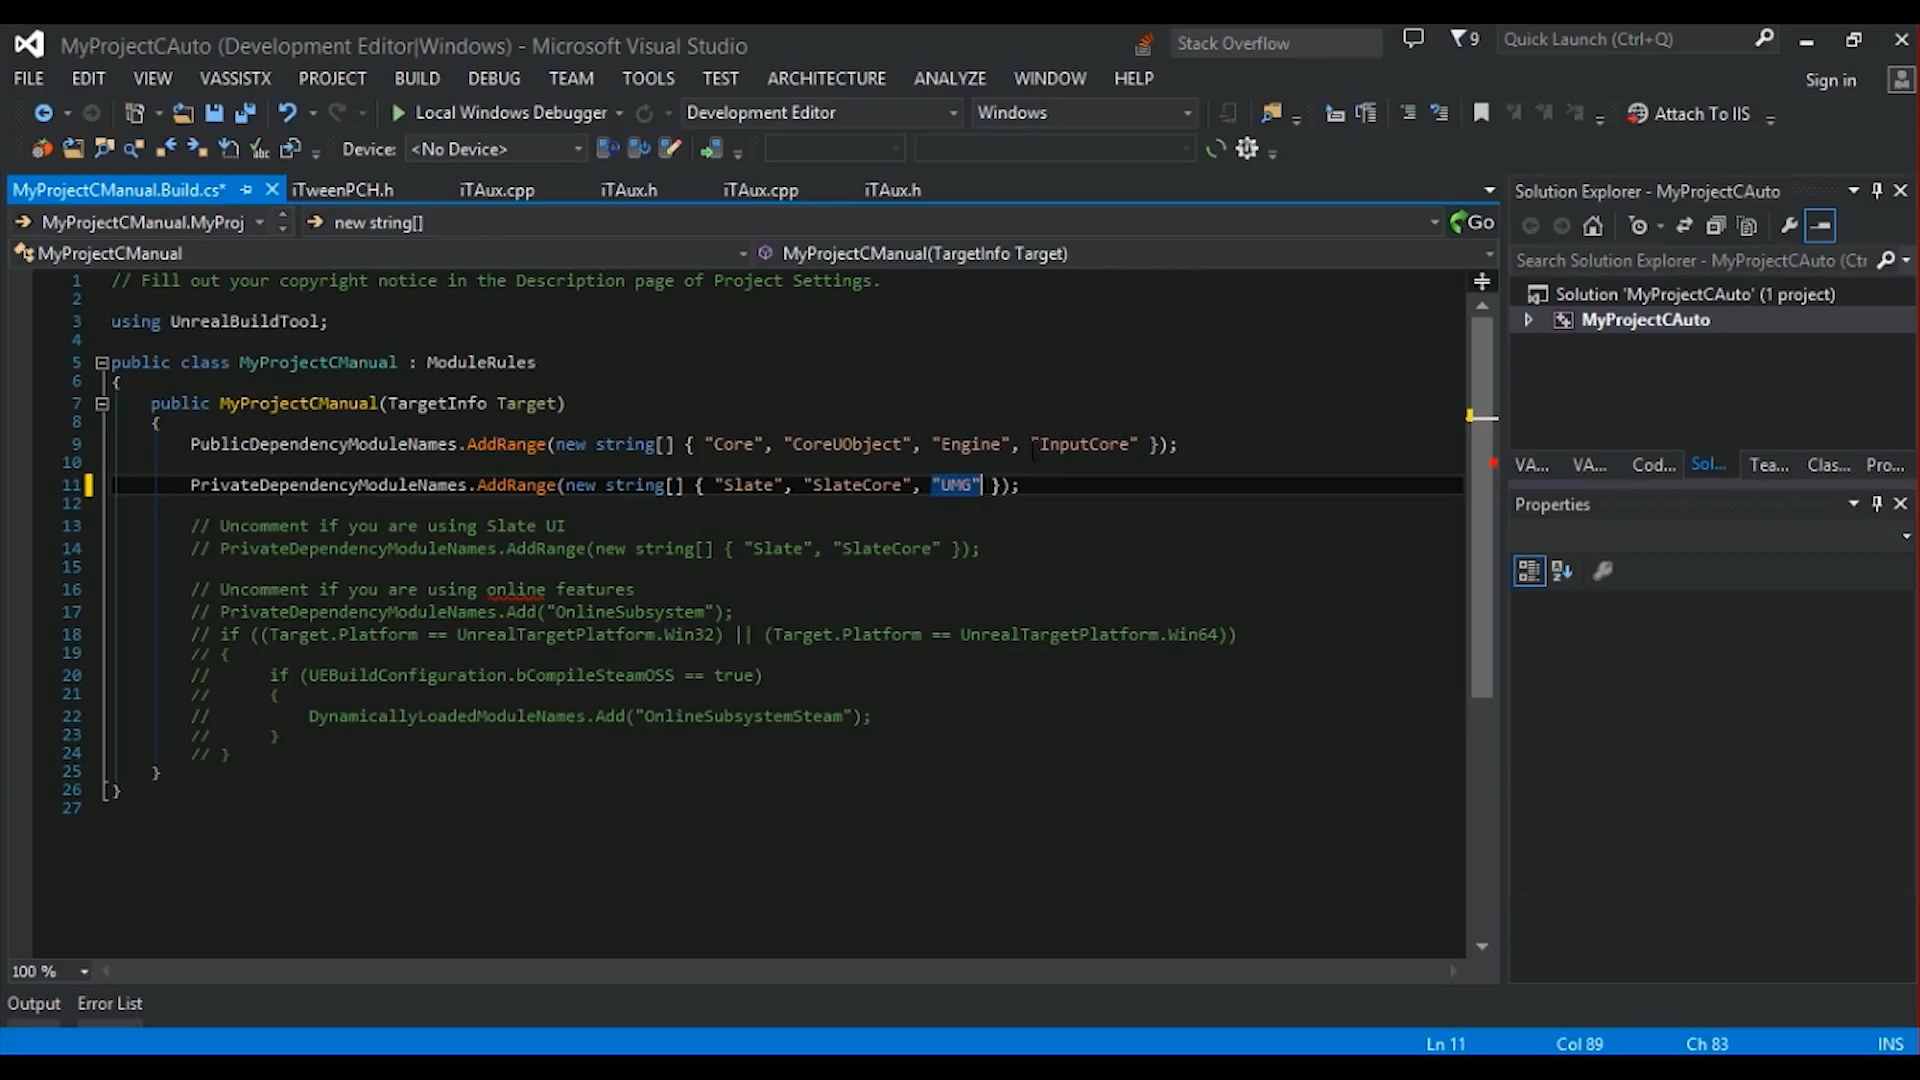 MyProjectCAuto (Development Editor|Windows) - Microsoft Visual Studio
Stack Overflow
9
Quick Launch (Ctrl+Q)
FILE EDIT VIEW VASSISTX PROJECT BUILD DEBUG TEAM TOOLS TEST ARCHITECTURE ANALYZE WINDOW HELP
Sign in
Local Windows Debugger
Development Editor
Windows
Attach To IIS
Device: <No Device>
MyProjectCManual.Build.cs*
iTweenPCH.h
iTAux.cpp
iTAux.h
iTAux.cpp
iTAux.h
MyProjectCManual.MyProj
new string[]
Go
MyProjectCManual
MyProjectCManual(TargetInfo Target)
1 // Fill out your copyright notice in the Description page of Project Settings.
2
3 using UnrealBuildTool;
4
5 public class MyProjectCManual : ModuleRules
6 {
7 public MyProjectCManual(TargetInfo Target)
8 {
9 PublicDependencyModuleNames.AddRange(new string[] { "Core", "CoreUObject", "Engine", "InputCore" });
10
11 PrivateDependencyModuleNames.AddRange(new string[] { "Slate", "SlateCore", "UMG" });
12
13 // Uncomment if you are using Slate UI
14 // PrivateDependencyModuleNames.AddRange(new string[] { "Slate", "SlateCore" });
15
16 // Uncomment if you are using online features
17 // PrivateDependencyModuleNames.Add("OnlineSubsystem");
18 // if ((Target.Platform == UnrealTargetPlatform.Win32) || (Target.Platform == UnrealTargetPlatform.Win64))
19 // {
20 // if (UEBuildConfiguration.bCompileSteamOSS == true)
21 // {
22 // DynamicallyLoadedModuleNames.Add("OnlineSubsystemSteam");
23 // }
24 // }
25 }
26 }
27
100 %
Output Error List
Solution Explorer - MyProjectCAuto
Search Solution Explorer - MyProjectCAuto (Ctr
Solution 'MyProjectCAuto' (1 project)
MyProjectCAuto
VA... VA... Cod... Sol... Tea... Clas... Pro...
Properties
Ln 11 Col 89 Ch 83 INS